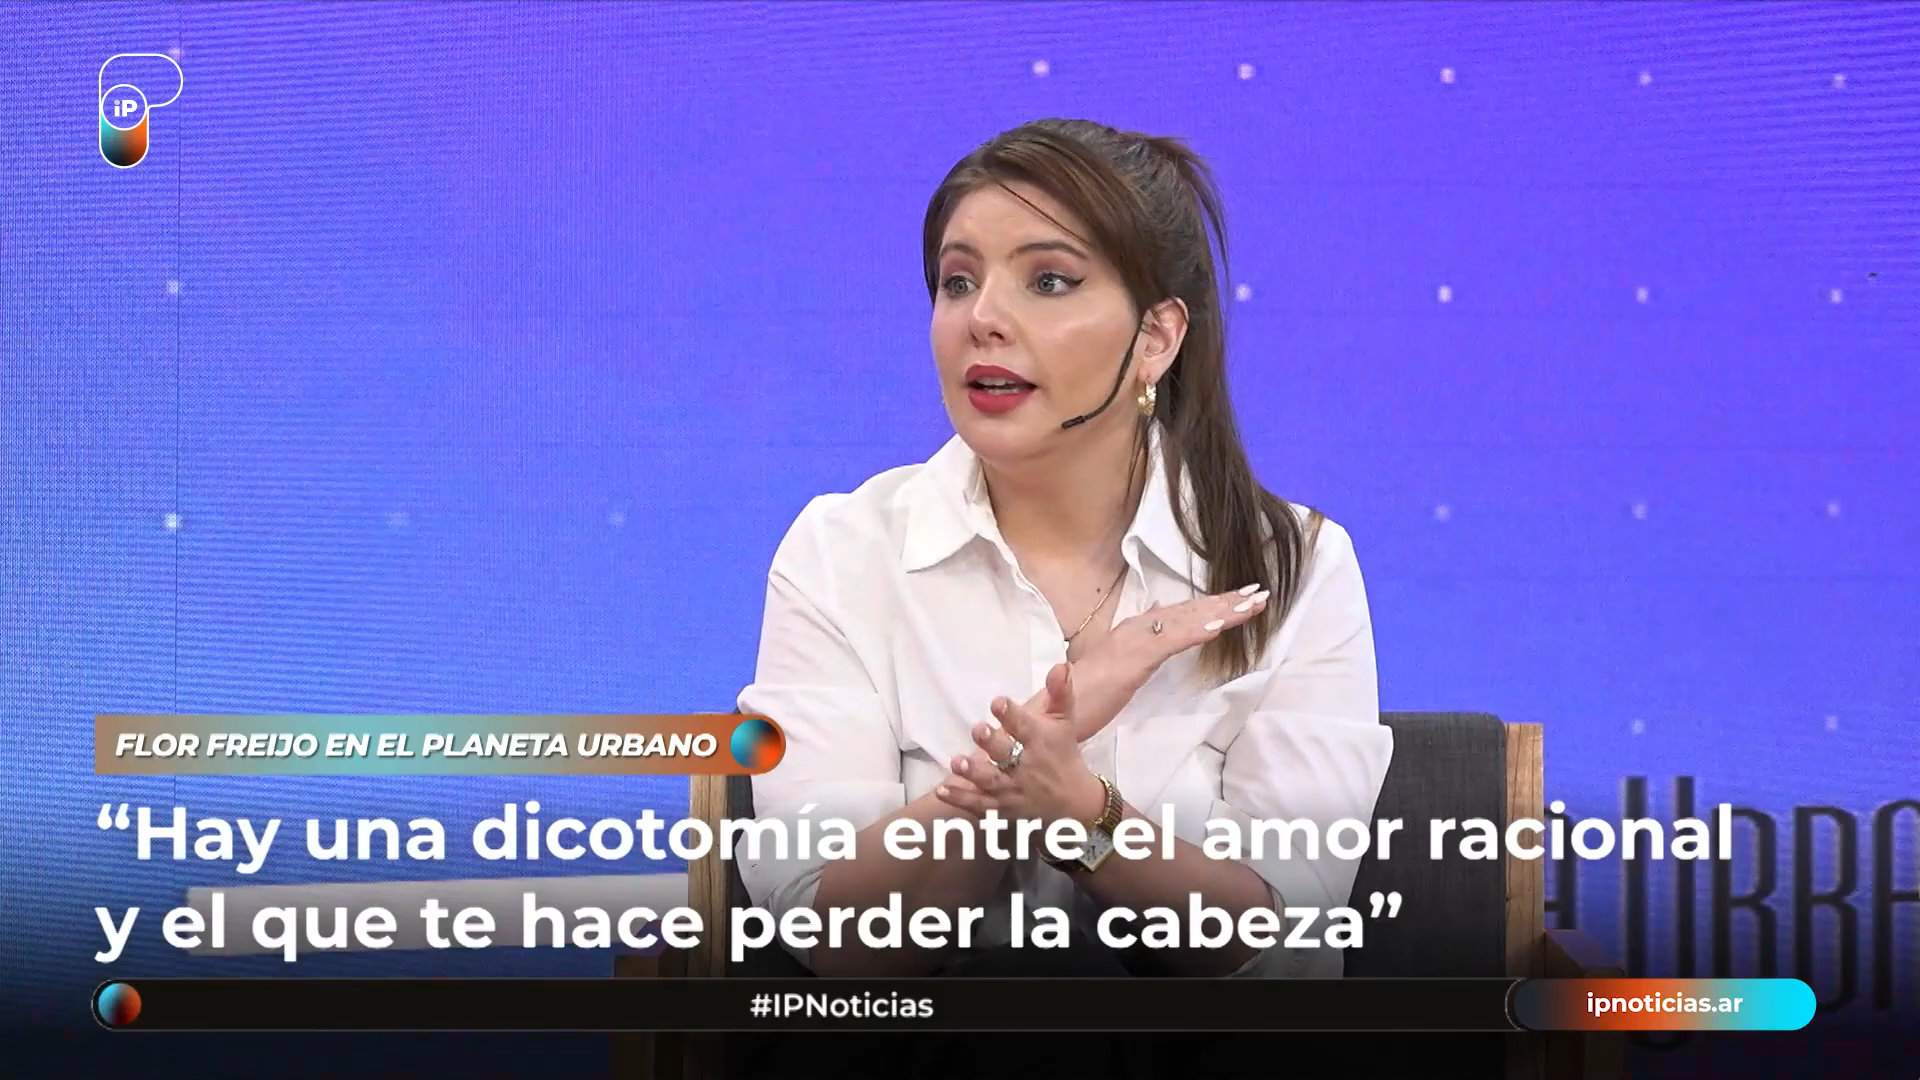 iP
FLOR FREIJO EN EL PLANETA URBANO
“Hay una dicotomía entre el amor racional
y el que te hace perder la cabeza”
#IPNoticias
ipnoticias.ar